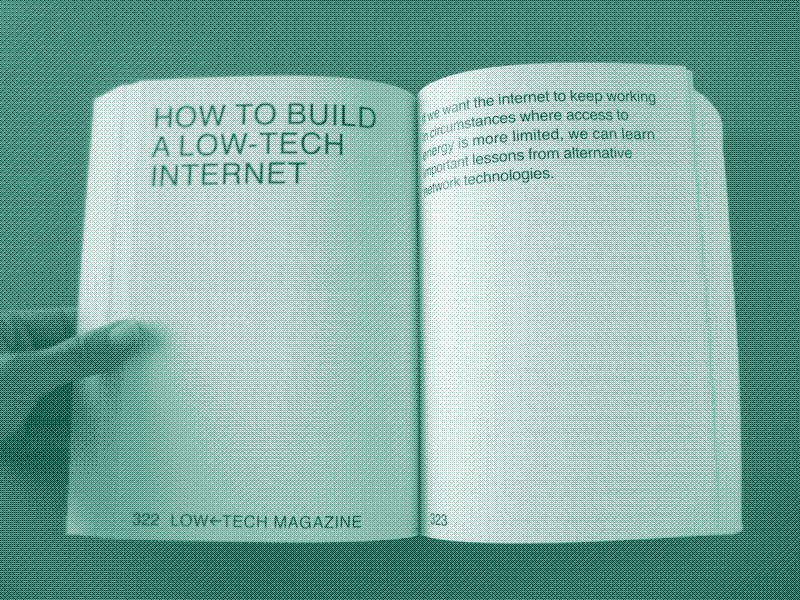 HOW TO BUILD
A LOW-TECH
INTERNET
322 LOW←TECH MAGAZINE
If we want the internet to keep working
in circumstances where access to
energy is more limited, we can learn
important lessons from alternative
network technologies.
323